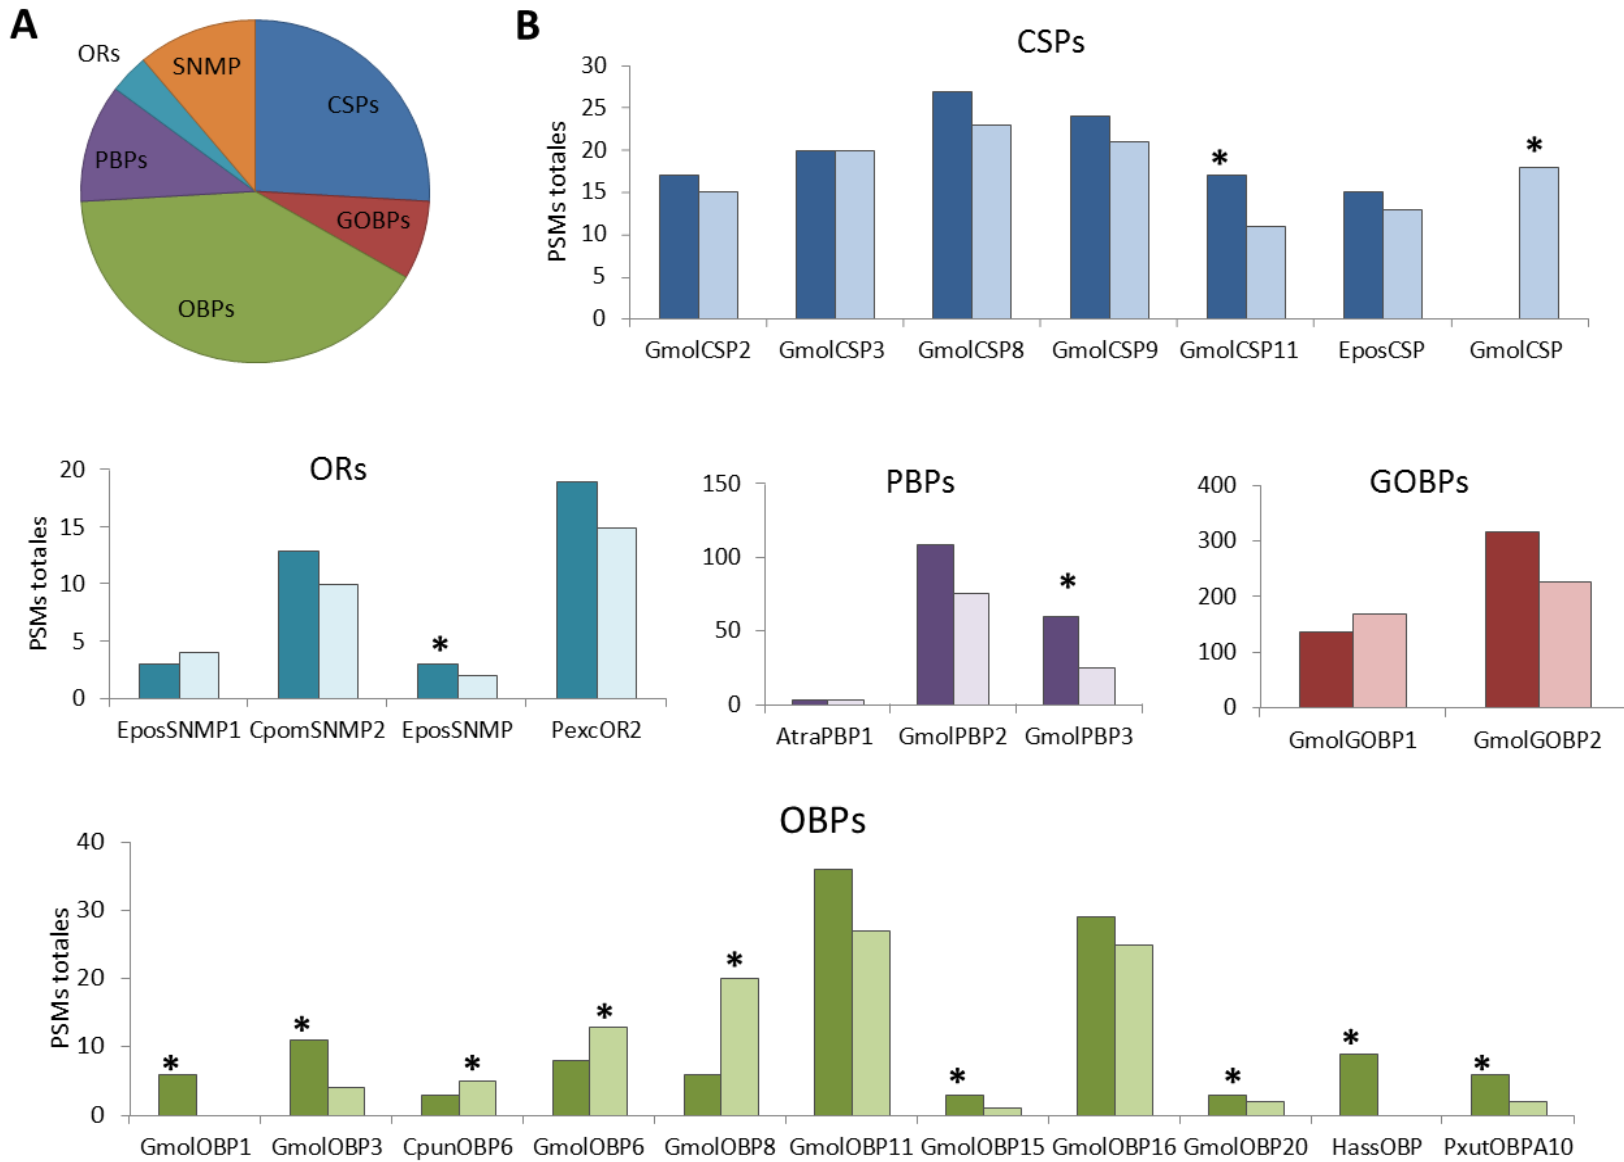 A
ORs
SNMP
CSPs
PBPs
GOBPs
OBPs
B
CSPs
PSMs totales
30
25
20
15
10
5
0
*
*
GmolCSP2 GmolCSP3 GmolCSP8 GmolCSP9 GmolCSP11 EposCSP GmolCSP
ORs
PSMs totales
20
15
10
5
0
*
EposSNMP1 CpomSNMP2 EposSNMP PexcOR2
PBPs
150
100
50
0
*
AtraPBP1 GmolPBP2 GmolPBP3
GOBPs
400
300
200
100
0
GmolGOBP1 GmolGOBP2
OBPs
PSMs totales
40
30
20
10
0
* * * * * * * * *
GmolOBP1 GmolOBP3 CpunOBP6 GmolOBP6 GmolOBP8 GmolOBP11 GmolOBP15 GmolOBP16 GmolOBP20 HassOBP PxutOBPA10